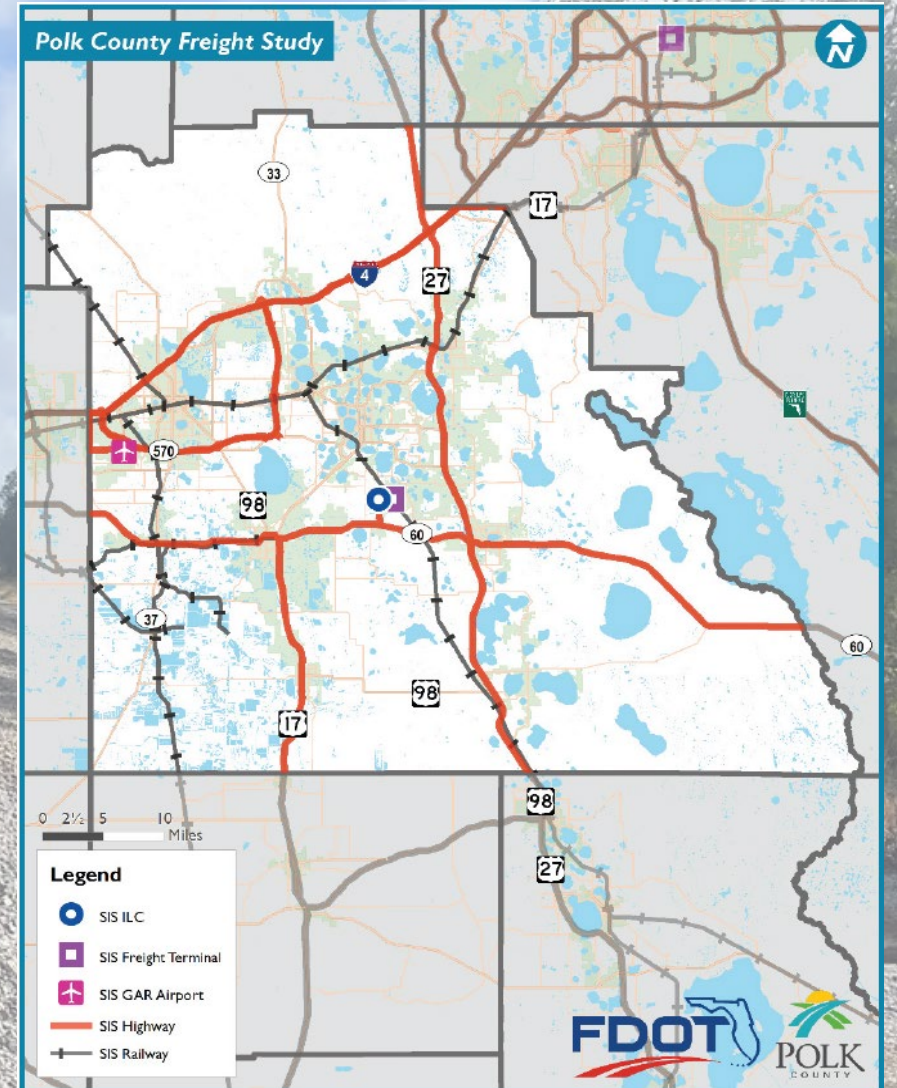 Polk County Freight Study
N
33
17
4
27
570
98
60
37
60
98
17
98
27
0 2½ 5 10
Miles
Legend
SIS ILC
SIS Freight Terminal
SIS GAR Airport
SIS Highway
SIS Railway
FDOT
POLK
COUNTY